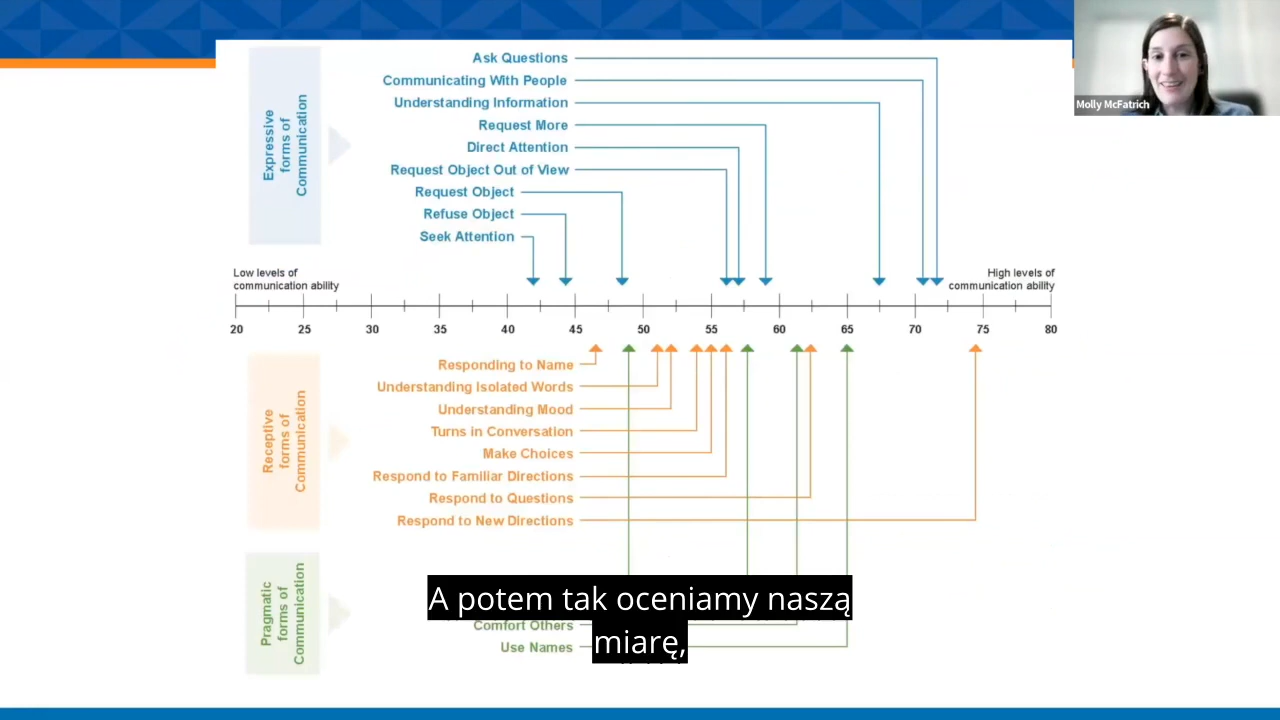 Molly McFatrich
Expressive
forms of
Communication
Ask Questions
Communicating With People
Understanding Information
Request More
Direct Attention
Request Object Out of View
Request Object
Refuse Object
Seek Attention
Low levels of
communication ability
High levels of
communication ability
20 25 30 35 40 45 50 55 60 65 70 75 80
Receptive
forms of
Communication
Responding to Name
Understanding Isolated Words
Understanding Mood
Turns in Conversation
Make Choices
Respond to Familiar Directions
Respond to Questions
Respond to New Directions
Pragmatic
forms of
Communication
Comfort Others
Use Names
A potem tak oceniamy naszą
miarę,